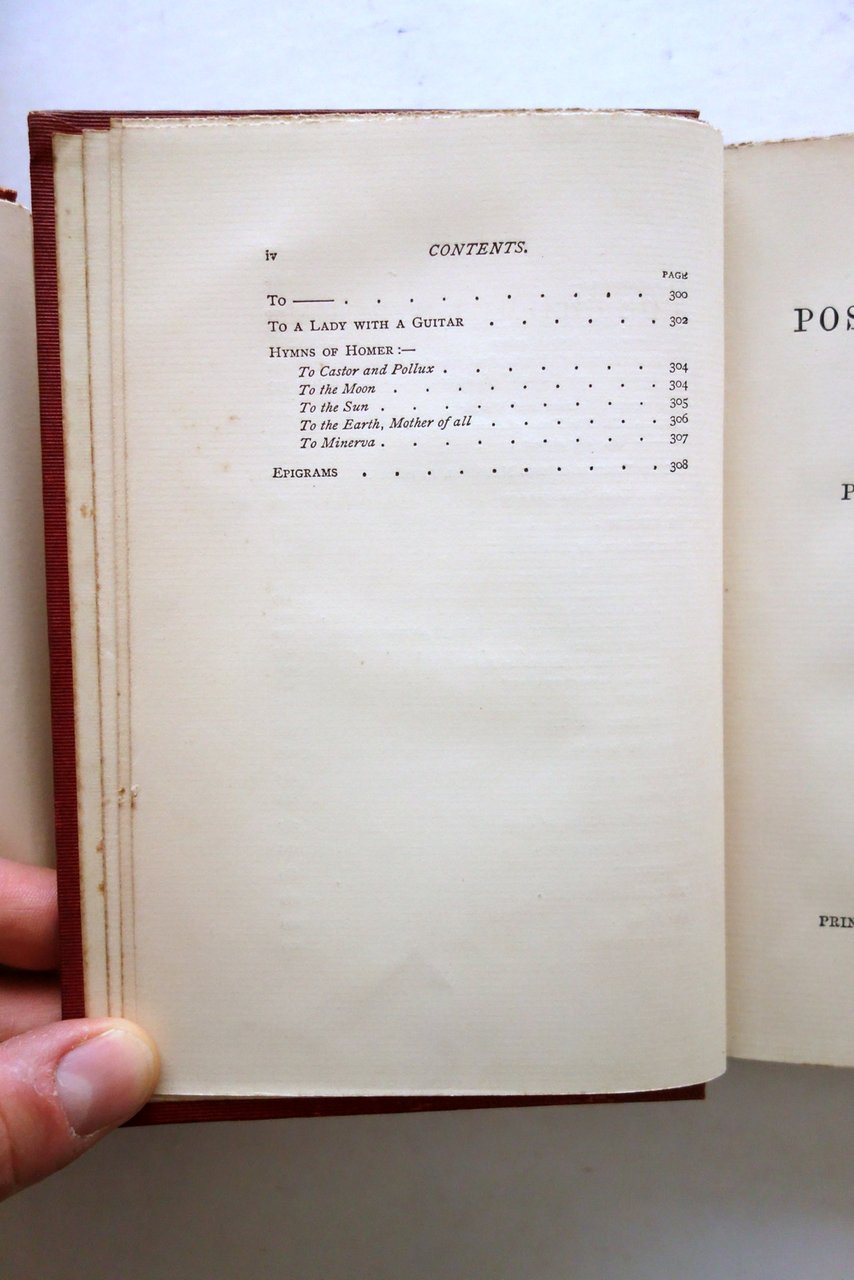 iv CONTENTS.
PAGE
To —— . . . . . . . . . . 300
To a Lady with a Guitar . . . . . . 302
Hymns of Homer :—
To Castor and Pollux . . . . . . . 304
To the Moon . . . . . . . . . 304
To the Sun . . . . . . . . . 305
To the Earth, Mother of all . . . . . . 306
To Minerva . . . . . . . . . 307
Epigrams . . . . . . . . . . 308
POS
P
PRIN